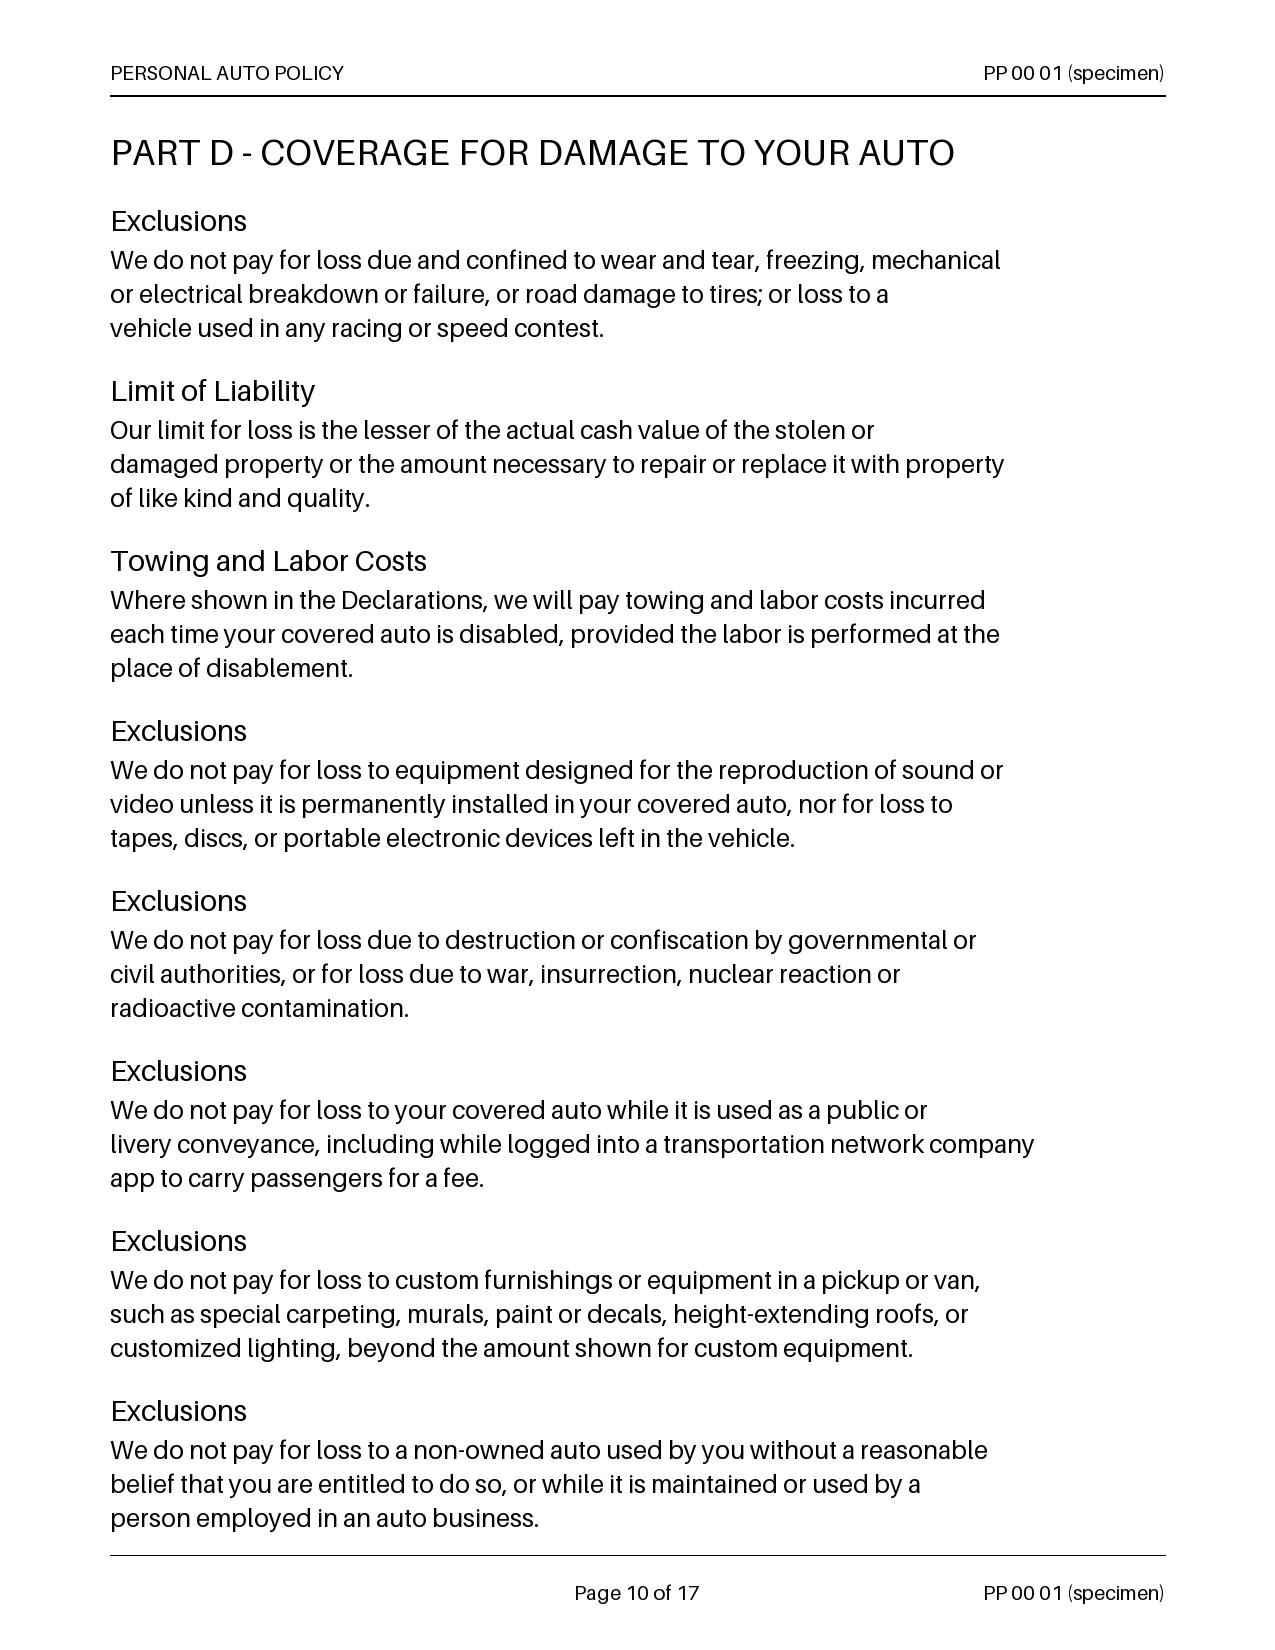 PERSONAL AUTO POLICY
PP 00 01 (specimen)
PART D - COVERAGE FOR DAMAGE TO YOUR AUTO
Exclusions
We do not pay for loss due and confined to wear and tear, freezing, mechanical
or electrical breakdown or failure, or road damage to tires; or loss to a
vehicle used in any racing or speed contest.
Limit of Liability
Our limit for loss is the lesser of the actual cash value of the stolen or
damaged property or the amount necessary to repair or replace it with property
of like kind and quality.
Towing and Labor Costs
Where shown in the Declarations, we will pay towing and labor costs incurred
each time your covered auto is disabled, provided the labor is performed at the
place of disablement.
Exclusions
We do not pay for loss to equipment designed for the reproduction of sound or
video unless it is permanently installed in your covered auto, nor for loss to
tapes, discs, or portable electronic devices left in the vehicle.
Exclusions
We do not pay for loss due to destruction or confiscation by governmental or
civil authorities, or for loss due to war, insurrection, nuclear reaction or
radioactive contamination.
Exclusions
We do not pay for loss to your covered auto while it is used as a public or
livery conveyance, including while logged into a transportation network company
app to carry passengers for a fee.
Exclusions
We do not pay for loss to custom furnishings or equipment in a pickup or van,
such as special carpeting, murals, paint or decals, height-extending roofs, or
customized lighting, beyond the amount shown for custom equipment.
Exclusions
We do not pay for loss to a non-owned auto used by you without a reasonable
belief that you are entitled to do so, or while it is maintained or used by a
person employed in an auto business.
Page 10 of 17
PP 00 01 (specimen)